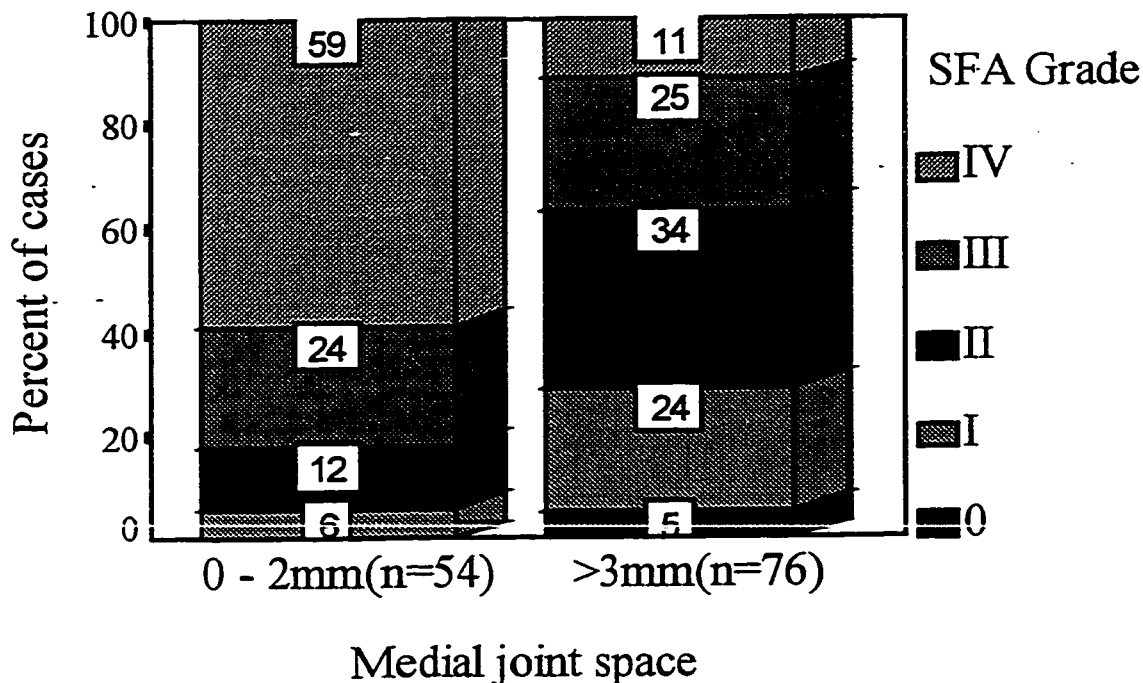 100
80
60
40
20
0
Percent of cases
59
24
12
6
11
25
34
24
5
SFA Grade
IV
III
II
I
0
0 - 2mm(n=54)
>3mm(n=76)
Medial joint space